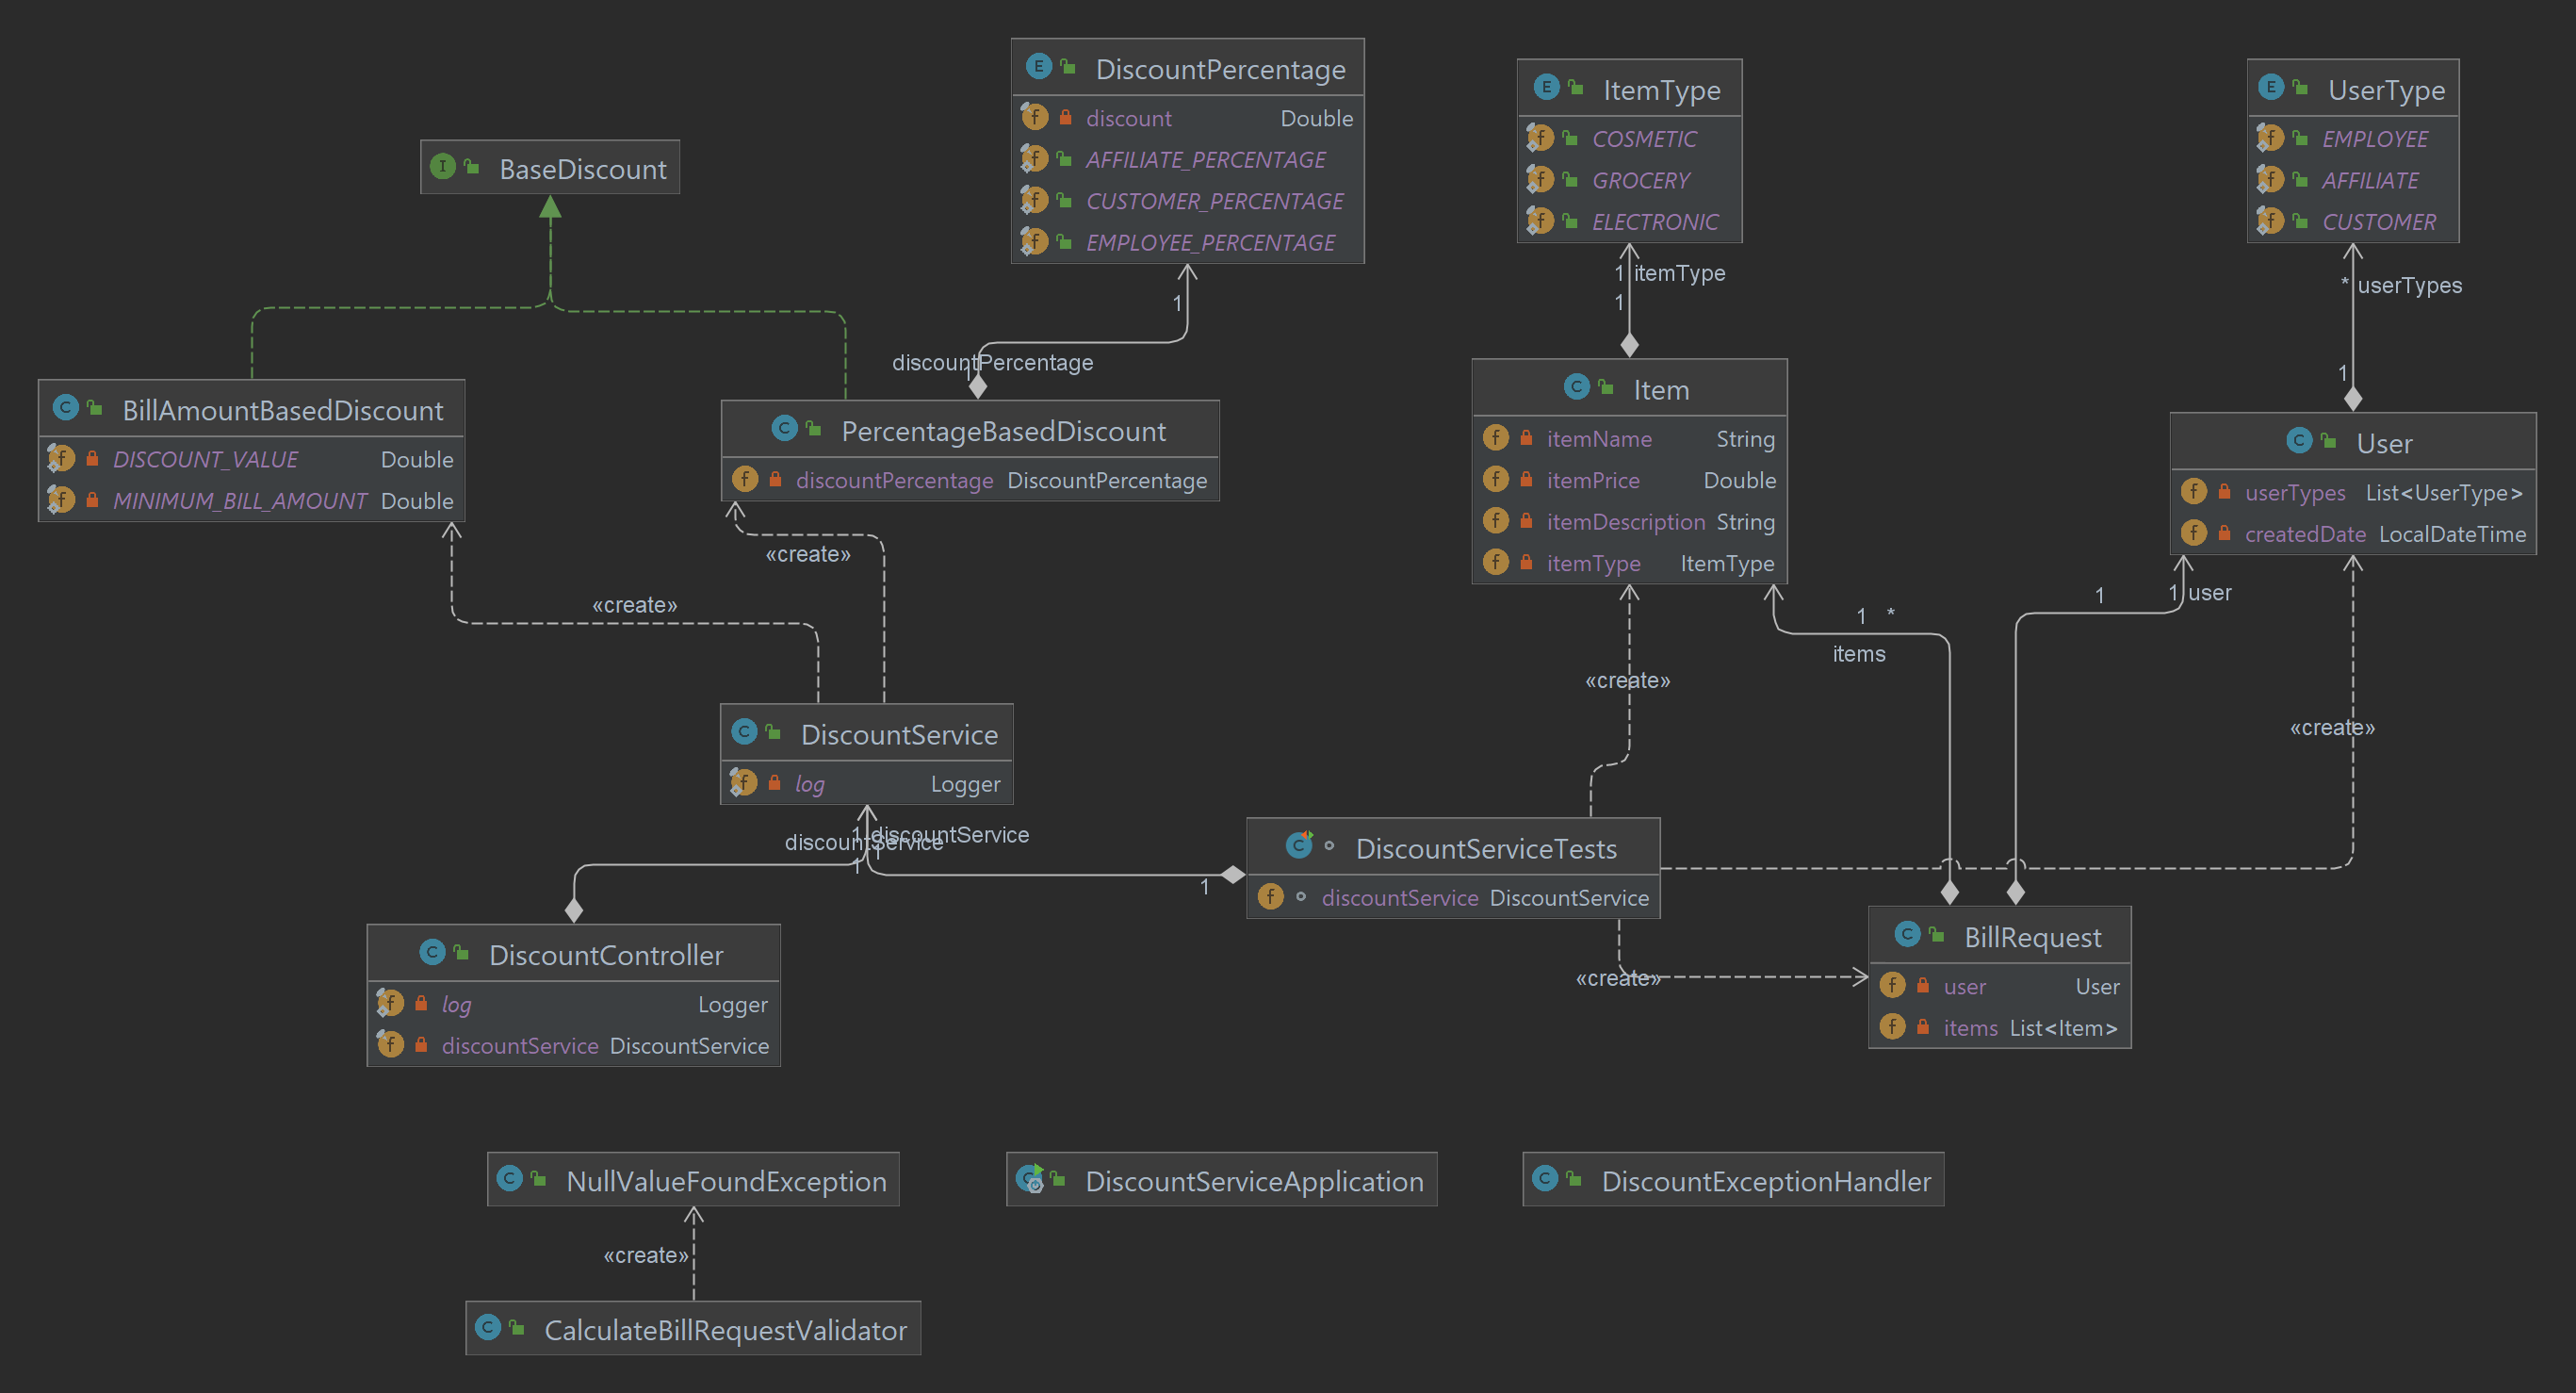 DiscountPercentage
discount Double
AFFILIATE_PERCENTAGE
CUSTOMER_PERCENTAGE
EMPLOYEE_PERCENTAGE
ItemType
COSMETIC
GROCERY
ELECTRONIC
UserType
EMPLOYEE
AFFILIATE
CUSTOMER
BaseDiscount
1
discountPercentage
1
1 itemType
1
* userTypes
1
BillAmountBasedDiscount
DISCOUNT_VALUE Double
MINIMUM_BILL_AMOUNT Double
PercentageBasedDiscount
discountPercentage DiscountPercentage
Item
itemName String
itemPrice Double
itemDescription String
itemType ItemType
User
userTypes List<UserType>
createdDate LocalDateTime
«create»
«create»
1 *
items
1
1 user
«create»
«create»
DiscountService
log Logger
1 discountService
discountService
1
1
1
DiscountServiceTests
discountService DiscountService
«create»
DiscountController
log Logger
discountService DiscountService
BillRequest
user User
items List<Item>
NullValueFoundException
DiscountServiceApplication
DiscountExceptionHandler
«create»
CalculateBillRequestValidator